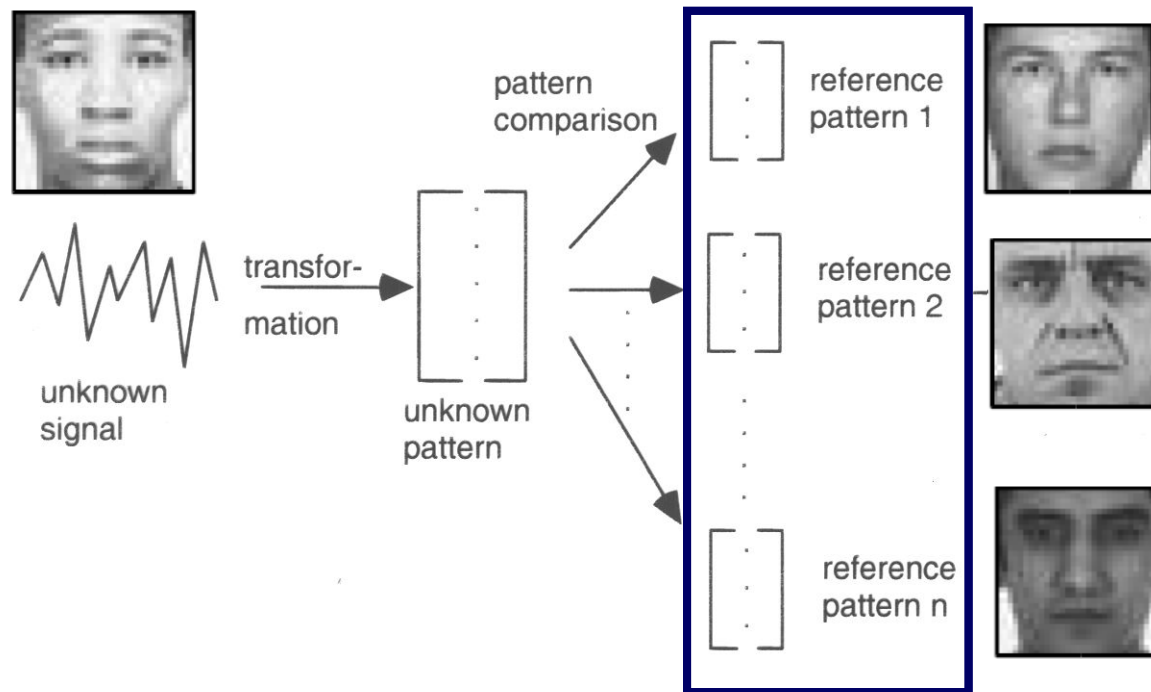 unknown
signal
transfor-
mation
unknown
pattern
pattern
comparison
reference
pattern 1
reference
pattern 2
reference
pattern n